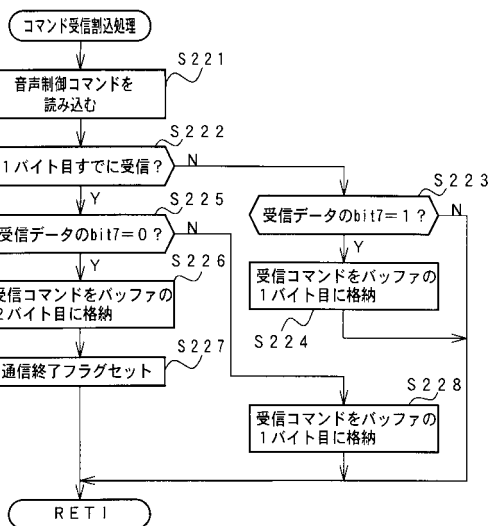 コマンド受信割込処理
S221
音声制御コマンドを
読み込む
S222
1バイト目すでに受信?
N
Y
S223
受信データのbit7=1?
N
Y
S225
受信データのbit7=0?
N
Y
S224
受信コマンドをバッファの
1バイト目に格納
S226
受信コマンドをバッファの
2バイト目に格納
S227
通信終了フラグセット
S228
受信コマンドをバッファの
1バイト目に格納
RETI